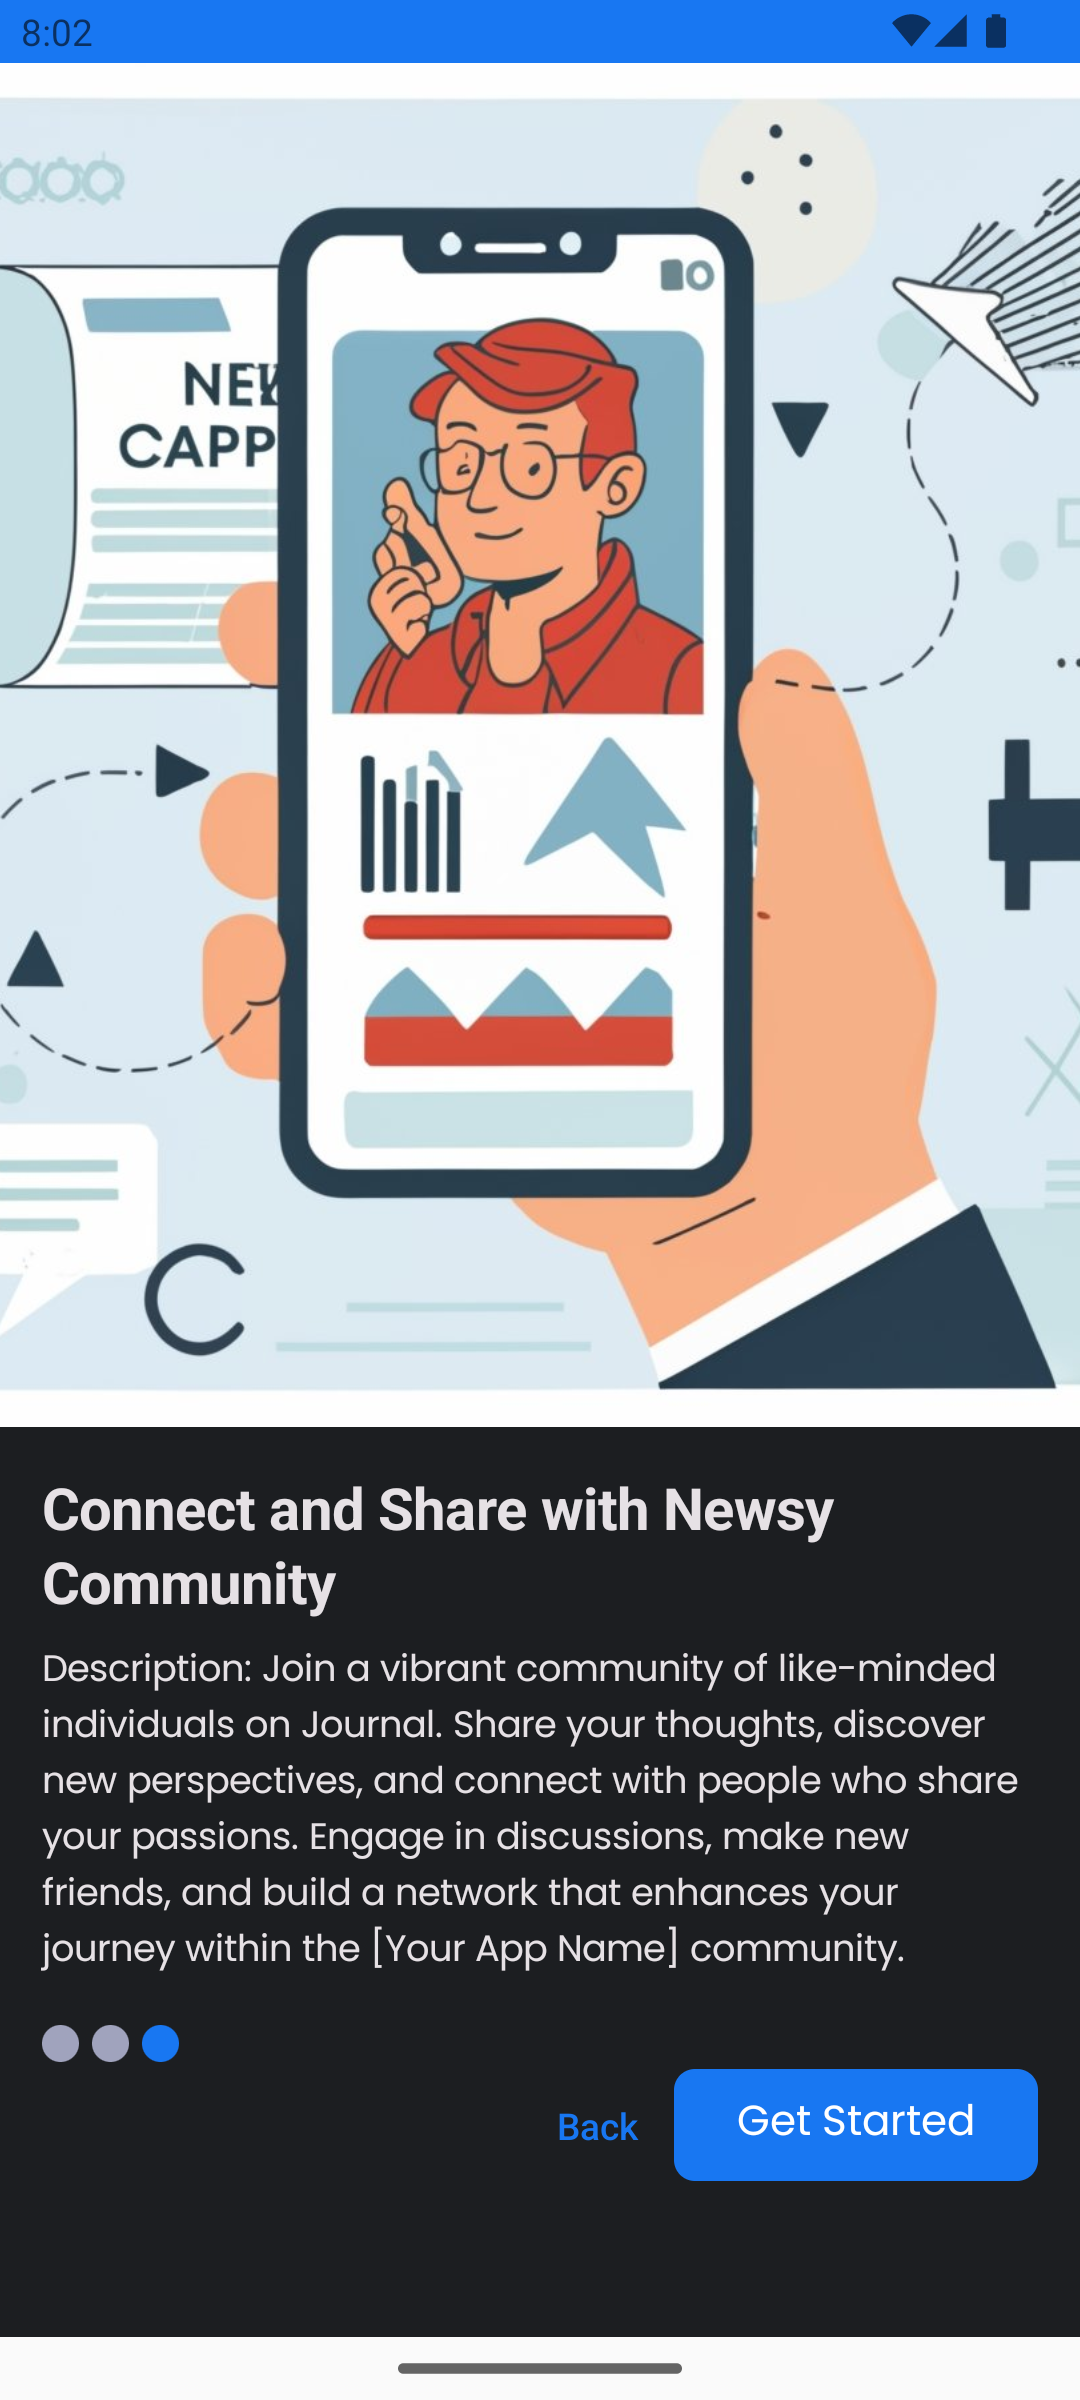 8:02
CAPP
C
Connect and Share with Newsy
Community
Description: Join a vibrant community of like-minded
individuals on Journal. Share your thoughts, discover
new perspectives, and connect with people who share
your passions. Engage in discussions, make new
friends, and build a network that enhances your
journey within the [Your App Name] community.
Back
Get Started